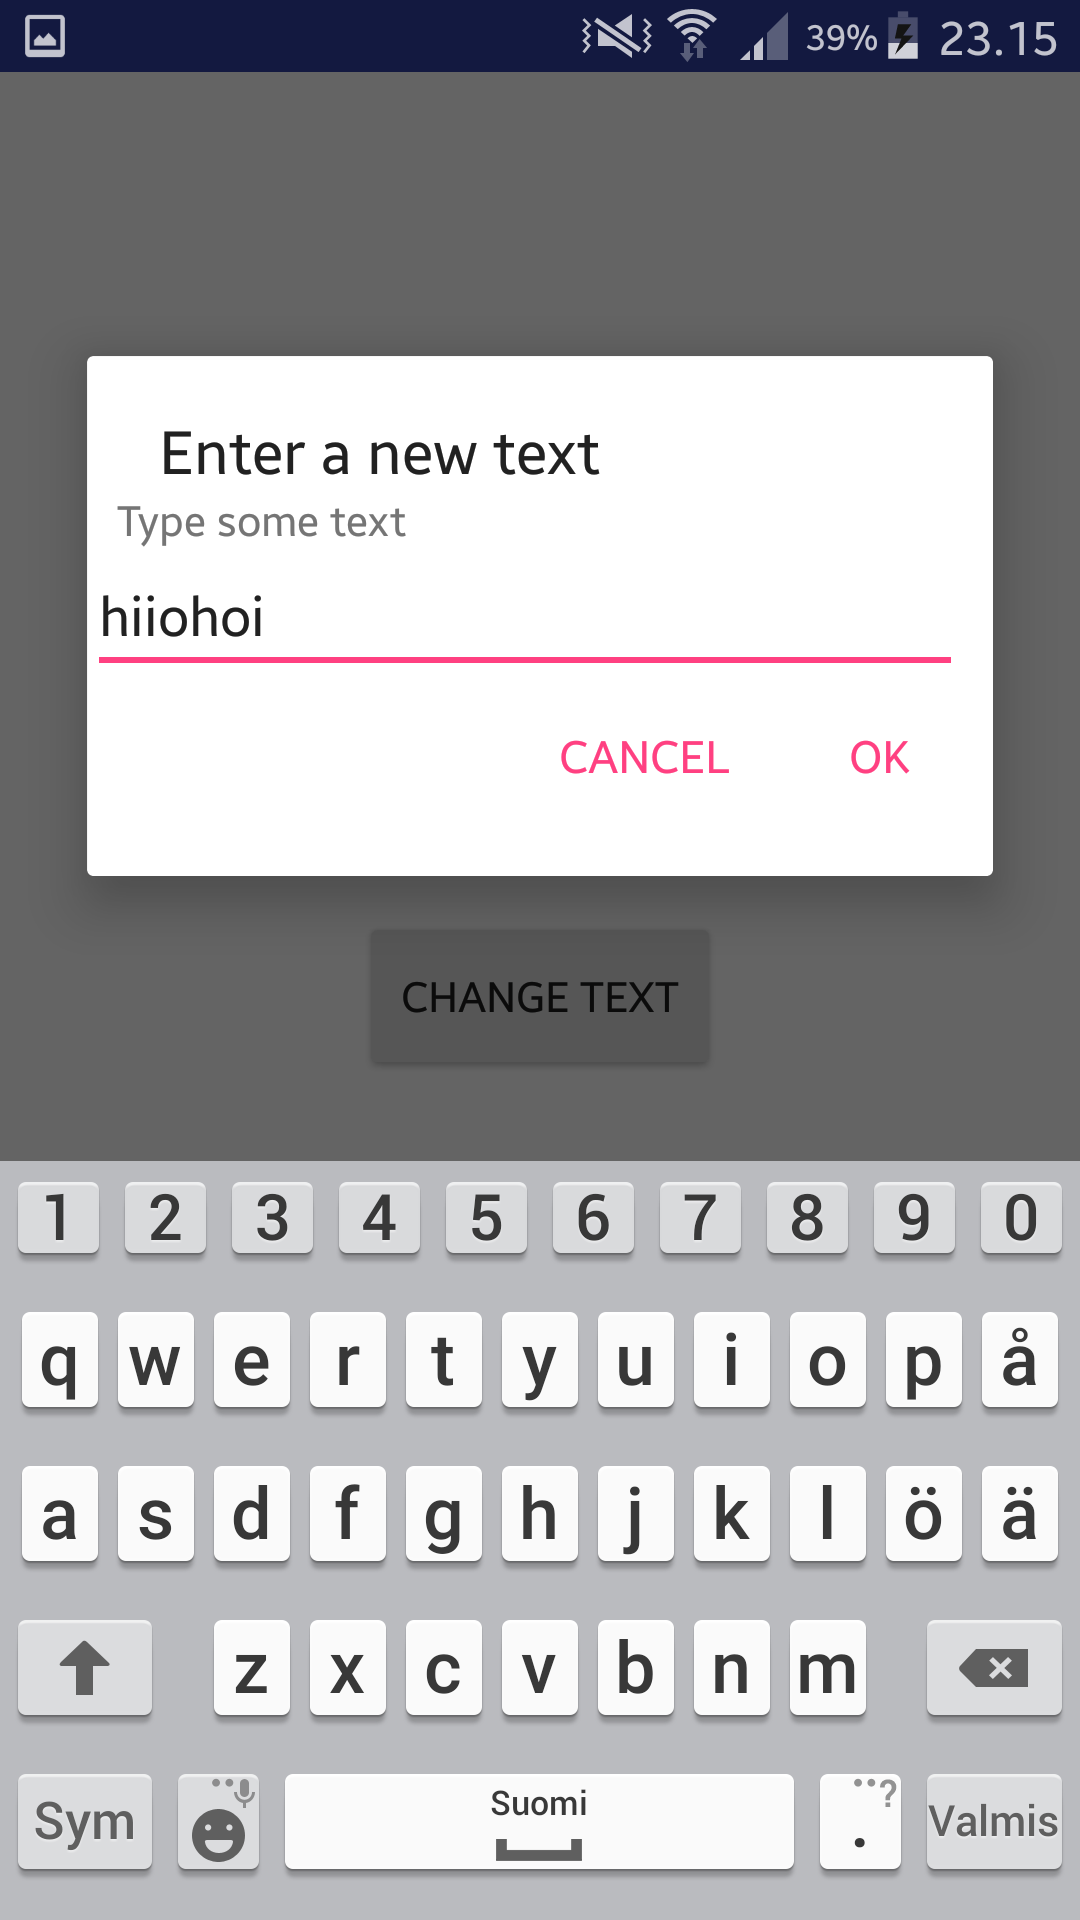 39% 23.15
Enter a new text
Type some text
hiiohoi
CANCEL OK
CHANGE TEXT
1 2 3 4 5 6 7 8 9 0
q w e r t y u i o p å
a s d f g h j k l ö ä
z x c v b n m
Sym Suomi . ? Valmis